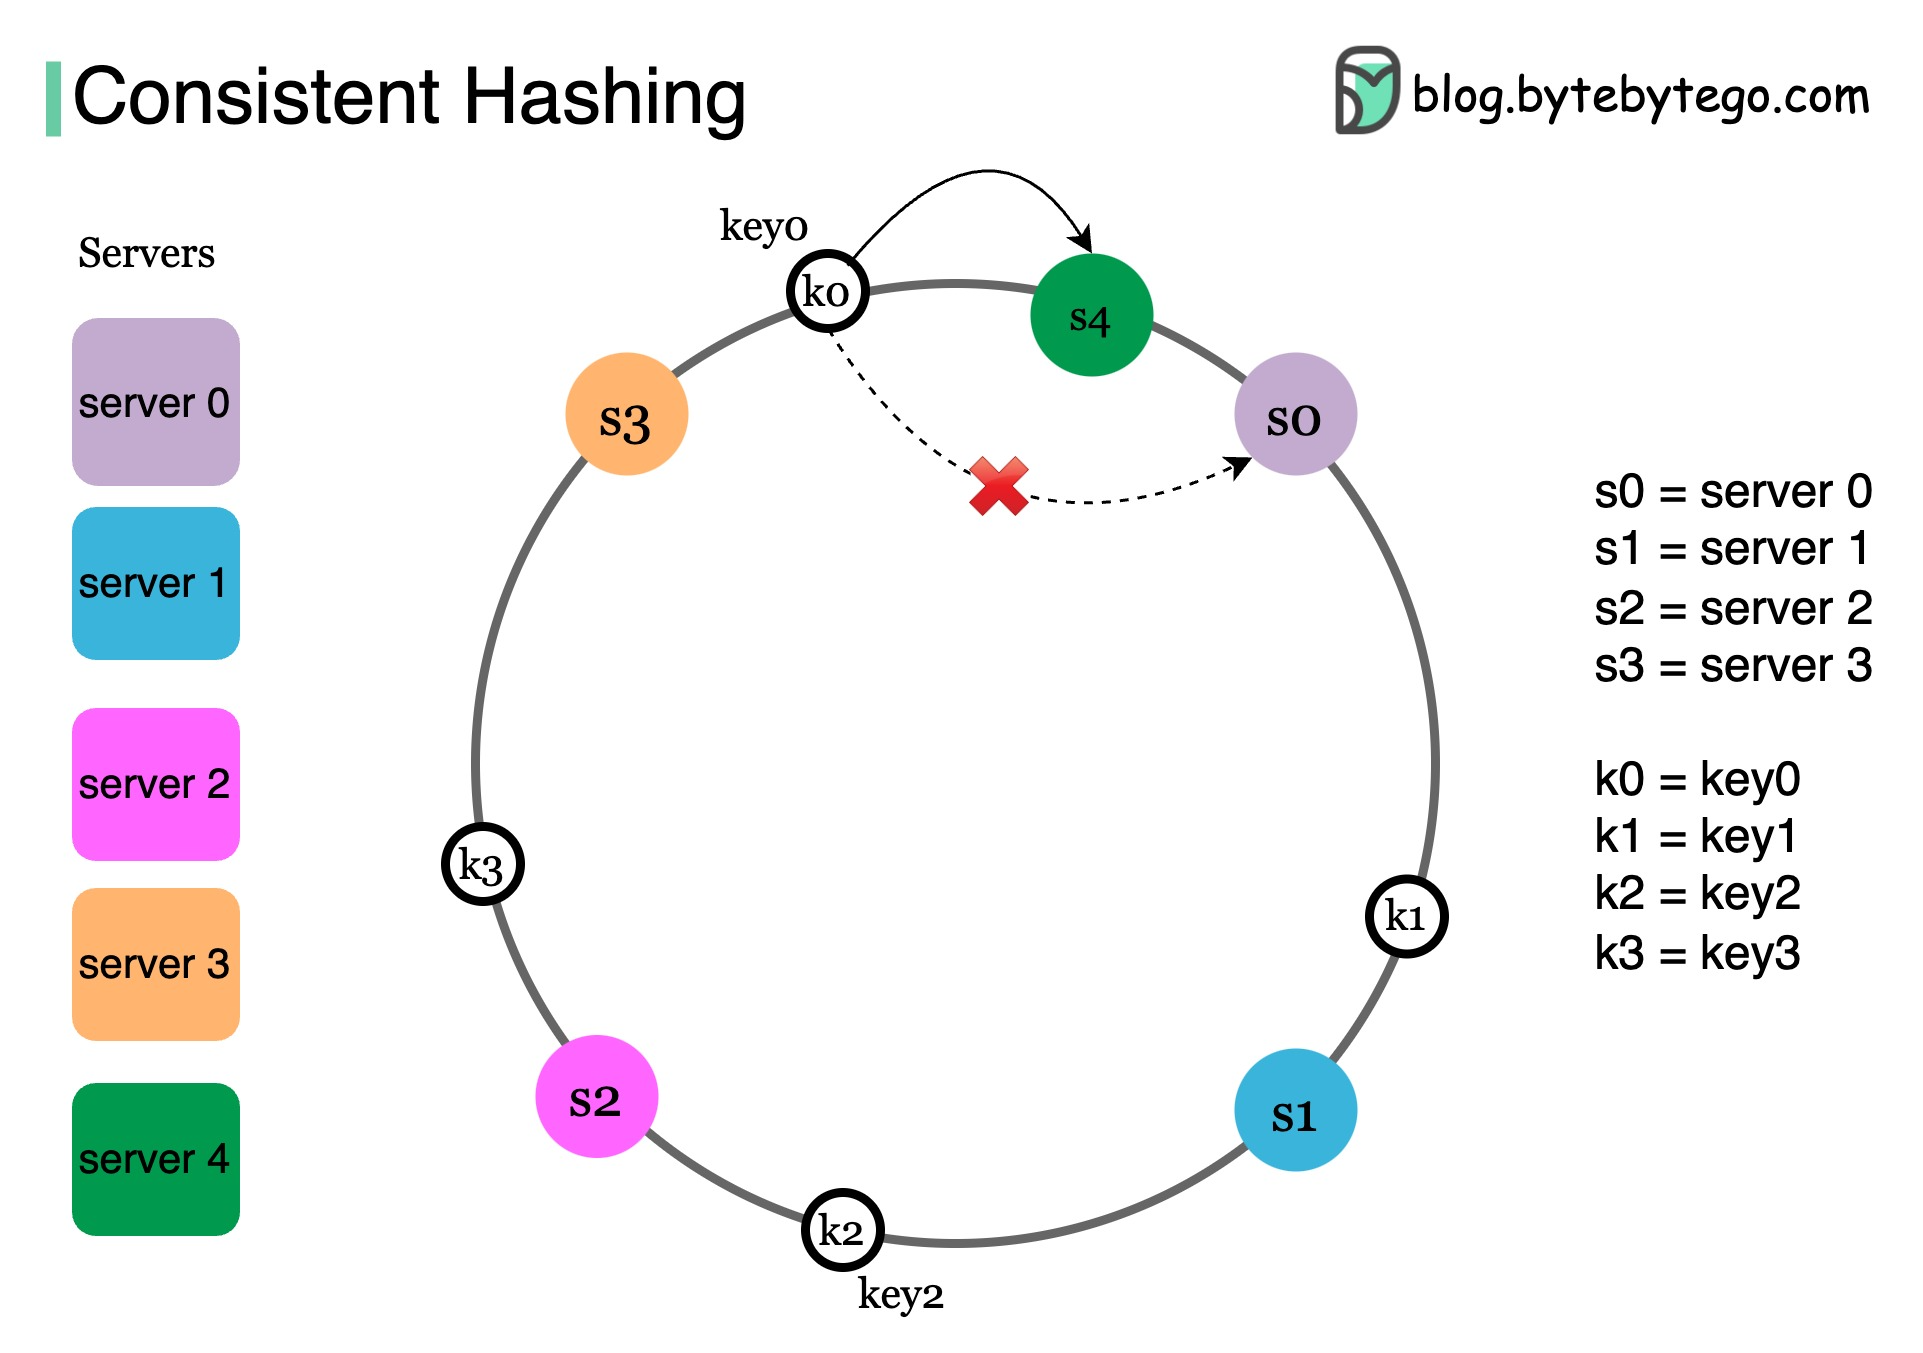 Consistent Hashing
blog.bytebytego.com
Servers
server 0
server 1
server 2
server 3
server 4
key0
k0
s4
s3
s0
k3
k1
s2
s1
k2
key2
s0 = server 0
s1 = server 1
s2 = server 2
s3 = server 3
k0 = key0
k1 = key1
k2 = key2
k3 = key3